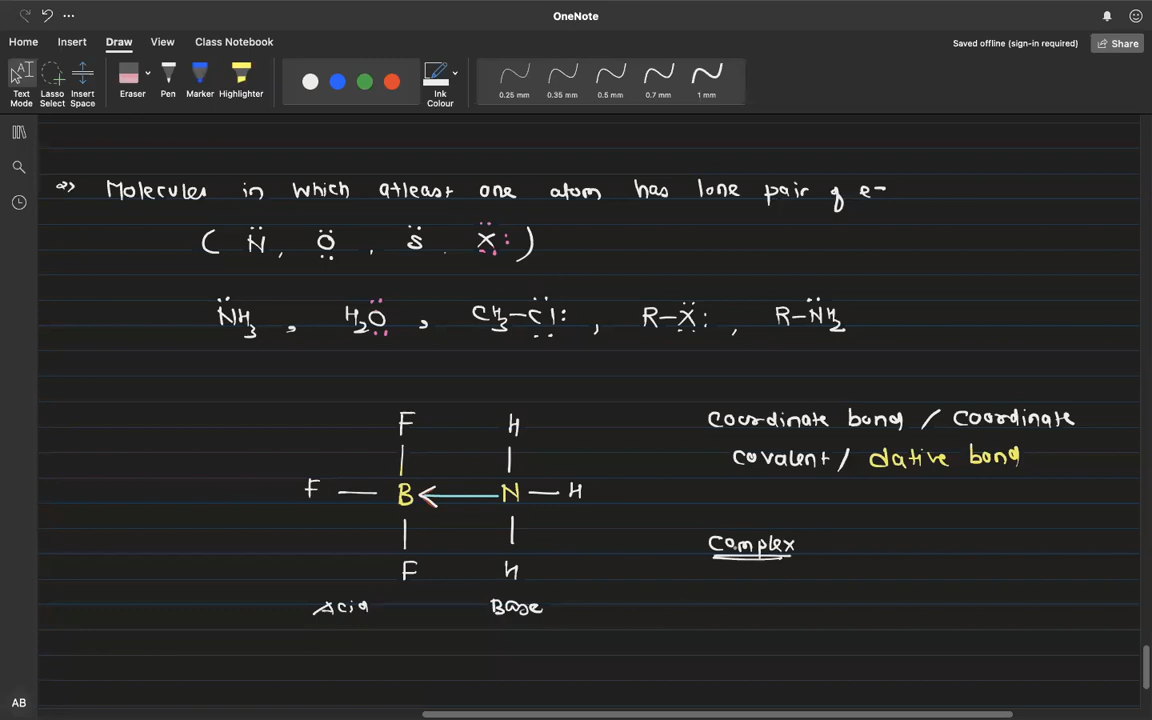 OneNote
Home Insert Draw View Class Notebook
Saved offline (sign-in required) Share
Text Mode
Lasso Select
Insert Space
Eraser
Pen
Marker
Highlighter
Ink Colour
0.25 mm 0.35 mm 0.5 mm 0.7 mm 1 mm
2) Molecules in which atleast one atom has lone pair of e-
( N̈, Ö, S̈, Ẍ: )
N̈H3, H2Ö, CH3-C̈l:, R-Ẍ:, R-N̈H2
F H
F — B ← N — H
F H
Acid Base
Coordinate bond / Coordinate
covalent / dative bond
Complex
AB